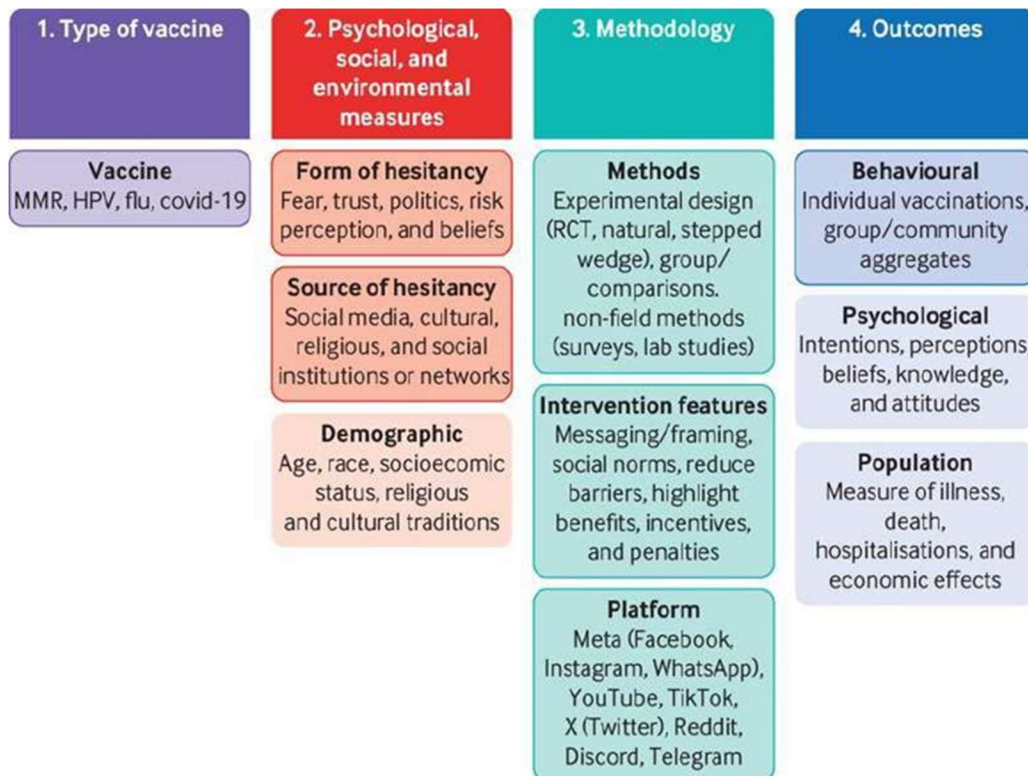 1. Type of vaccine
Vaccine
MMR, HPV, flu, covid-19
2. Psychological,
social, and
environmental
measures
Form of hesitancy
Fear, trust, politics, risk
perception, and beliefs
Source of hesitancy
Social media, cultural,
religious, and social
institutions or networks
Demographic
Age, race, socioecomic
status, religious
and cultural traditions
3. Methodology
Methods
Experimental design
(RCT, natural, stepped
wedge), group/
comparisons.
non-field methods
(surveys, lab studies)
Intervention features
Messaging/framing,
social norms, reduce
barriers, highlight
benefits, incentives,
and penalties
Platform
Meta (Facebook,
Instagram, WhatsApp),
YouTube, TikTok,
X (Twitter), Reddit,
Discord, Telegram
4. Outcomes
Behavioural
Individual vaccinations,
group/community
aggregates
Psychological
Intentions, perceptions
beliefs, knowledge,
and attitudes
Population
Measure of illness,
death,
hospitalisations, and
economic effects